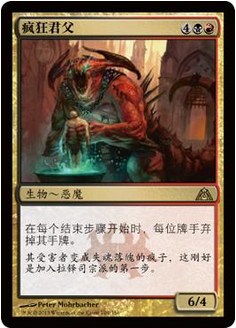 疯狂君父 4
生物～恶魔
在每个结束步骤开始时，每位牌手弃
掉其手牌。
其受害者变成失魂落魄的疯子，这刚好
是加入拉铎司宗派的第一步。
Peter Mohrbacher
6/4